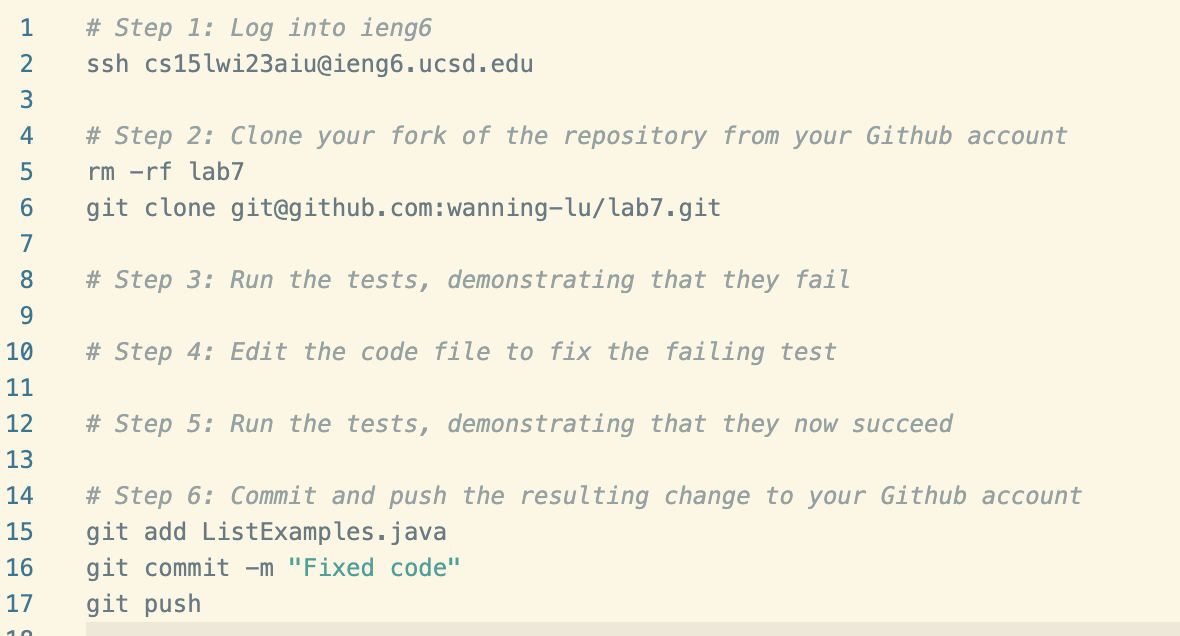 1 # Step 1: Log into ieng6
2 ssh cs15lwi23aiu@ieng6.ucsd.edu
3
4 # Step 2: Clone your fork of the repository from your Github account
5 rm -rf lab7
6 git clone git@github.com:wanning-lu/lab7.git
7
8 # Step 3: Run the tests, demonstrating that they fail
9
10 # Step 4: Edit the code file to fix the failing test
11
12 # Step 5: Run the tests, demonstrating that they now succeed
13
14 # Step 6: Commit and push the resulting change to your Github account
15 git add ListExamples.java
16 git commit -m "Fixed code"
17 git push
18